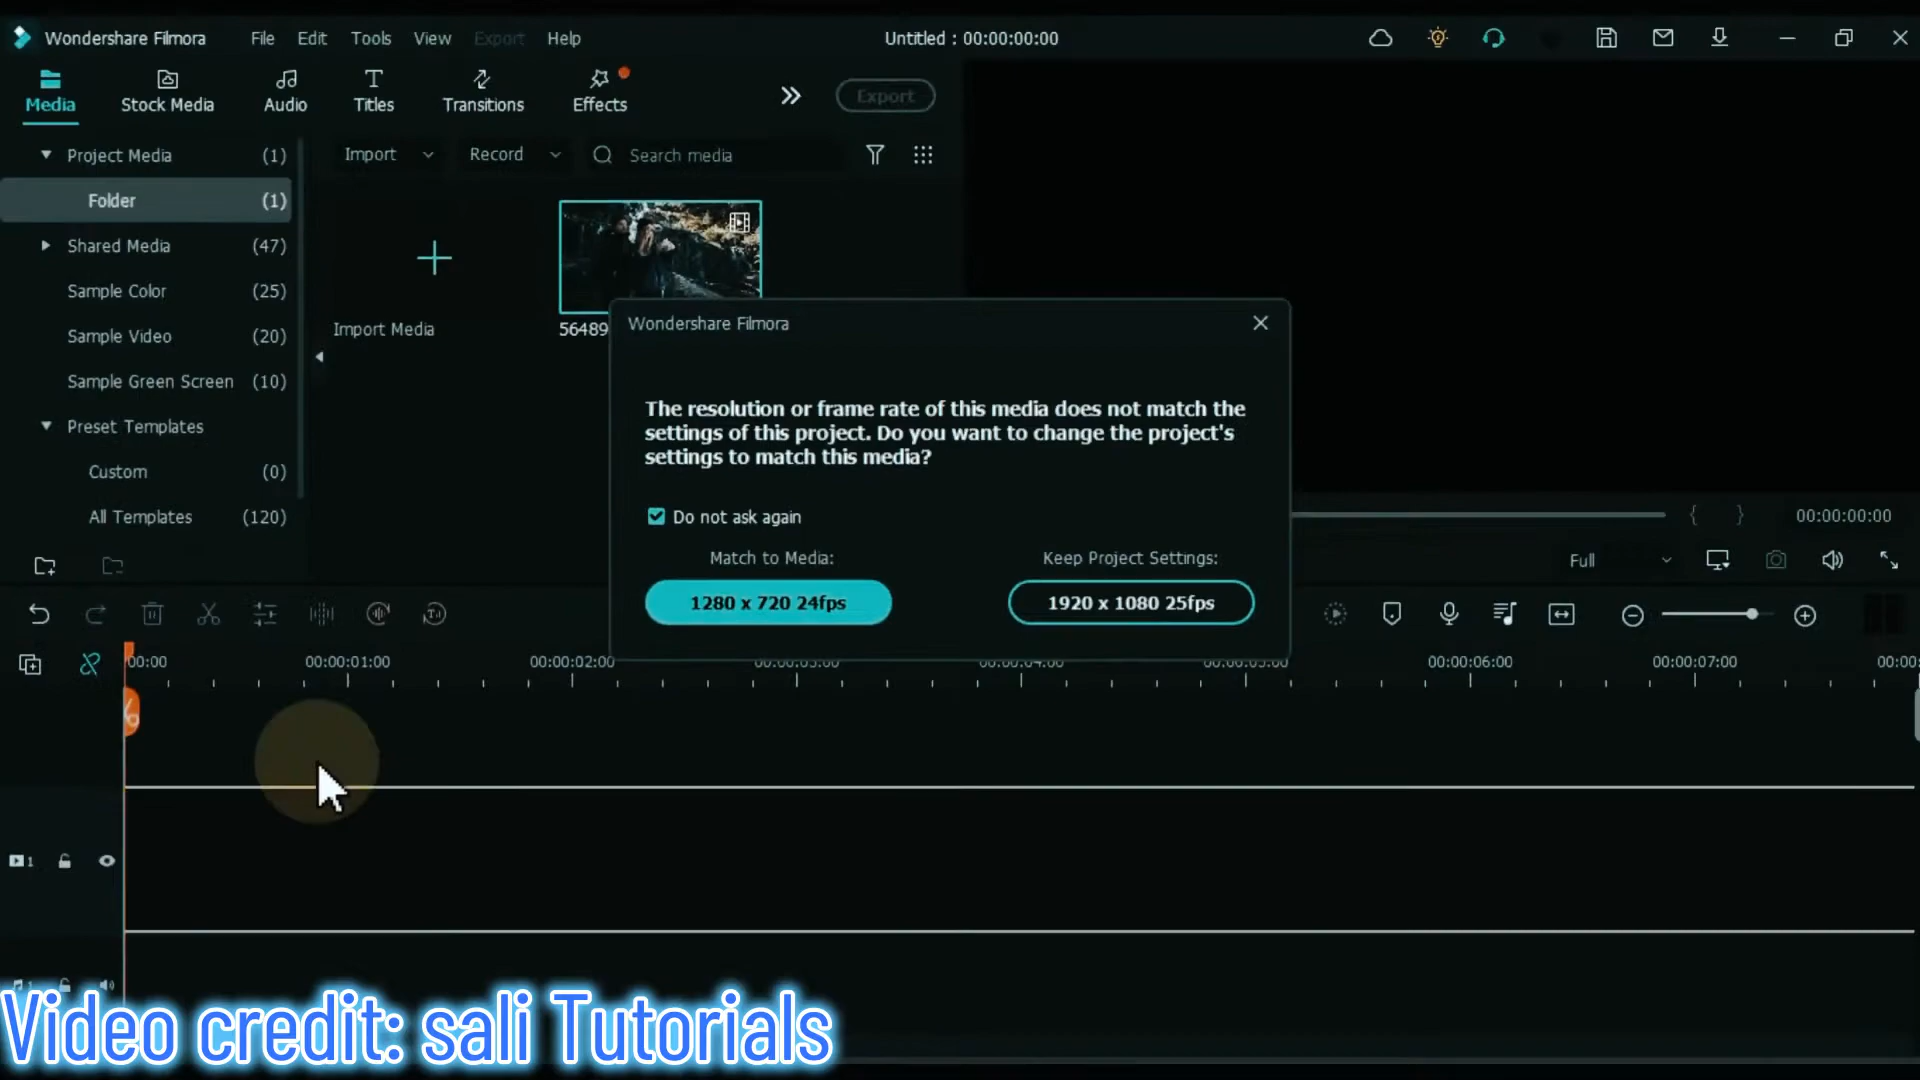 Wondershare Filmora File Edit Tools View Export Help Untitled : 00:00:00:00
Media Stock Media Audio Titles Transitions Effects Export
Project Media (1)
Import Record Search media
Folder (1)
Shared Media (47)
Sample Color (25)
Sample Video (20)
Sample Green Screen (10)
Preset Templates
Custom (0)
All Templates (120)
Import Media
56489
Wondershare Filmora
The resolution or frame rate of this media does not match the
settings of this project. Do you want to change the project's
settings to match this media?
Do not ask again
Match to Media: Keep Project Settings:
1280 x 720 24fps 1920 x 1080 25fps
{ } 00:00:00:00
Full
00:00 00:00:01:00 00:00:02:00 00:00:03:00 00:00:04:00 00:00:05:00 00:00:06:00 00:00:07:00 00:00
1
1
Video credit: sali Tutorials